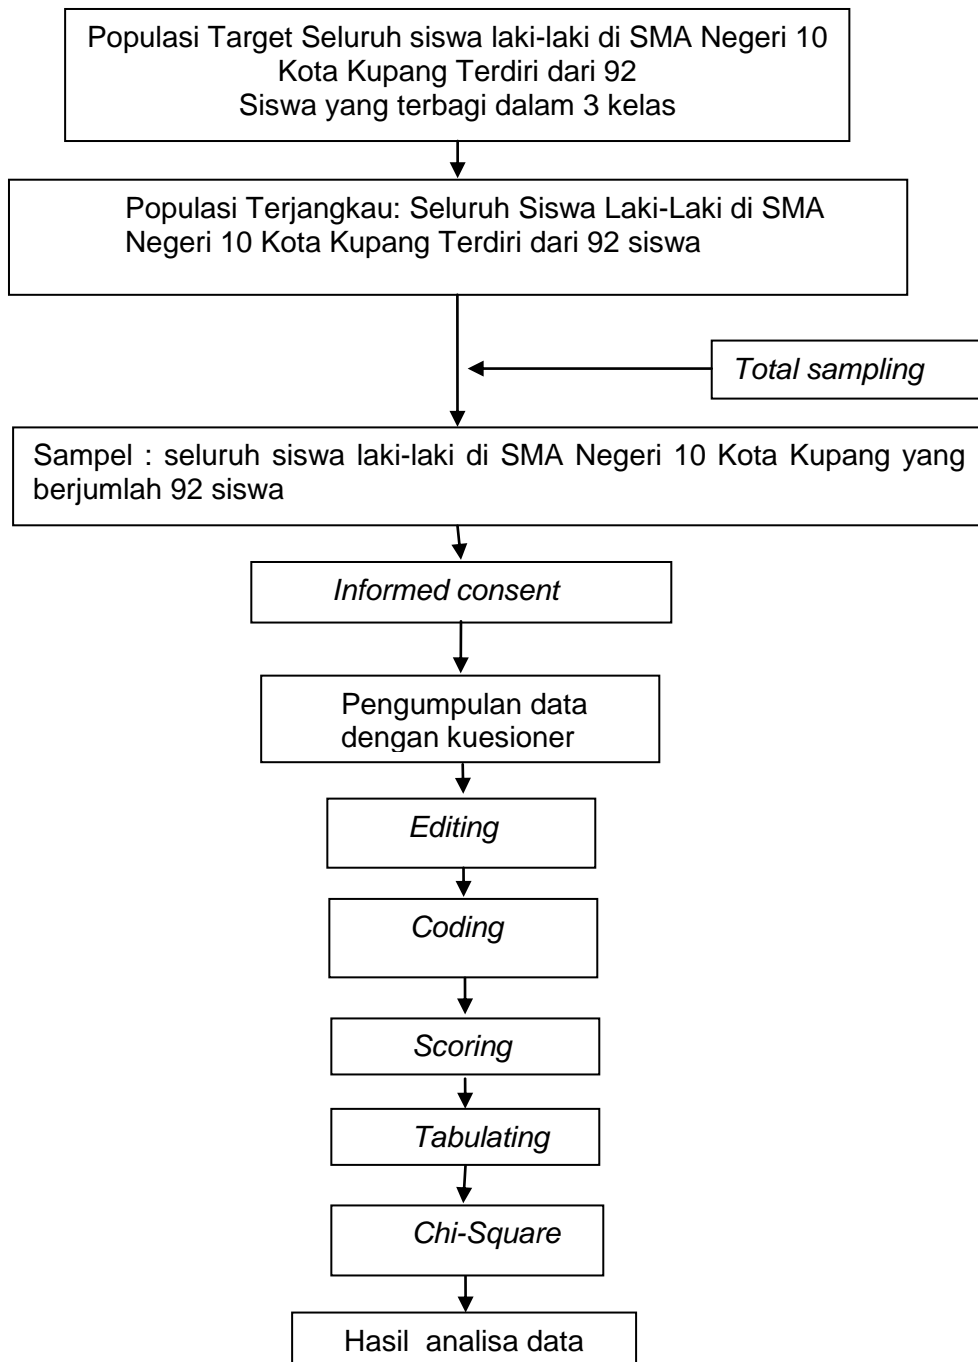 Populasi Target Seluruh siswa laki-laki di SMA Negeri 10
Kota Kupang Terdiri dari 92
Siswa yang terbagi dalam 3 kelas
Populasi Terjangkau: Seluruh Siswa Laki-Laki di SMA
Negeri 10 Kota Kupang Terdiri dari 92 siswa
Total sampling
Sampel : seluruh siswa laki-laki di SMA Negeri 10 Kota Kupang yang
berjumlah 92 siswa
Informed consent
Pengumpulan data
dengan kuesioner
Editing
Coding
Scoring
Tabulating
Chi-Square
Hasil analisa data